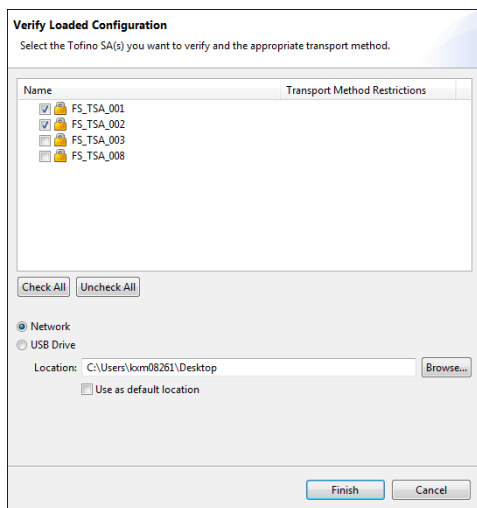 Verify Loaded Configuration
Select the Tofino SA(s) you want to verify and the appropriate transport method.
Name Transport Method Restrictions
FS_TSA_001
FS_TSA_002
FS_TSA_003
FS_TSA_008
Check All Uncheck All
Network
USB Drive
Location: C:\Users\kxm08261\Desktop Browse...
Use as default location
Finish Cancel